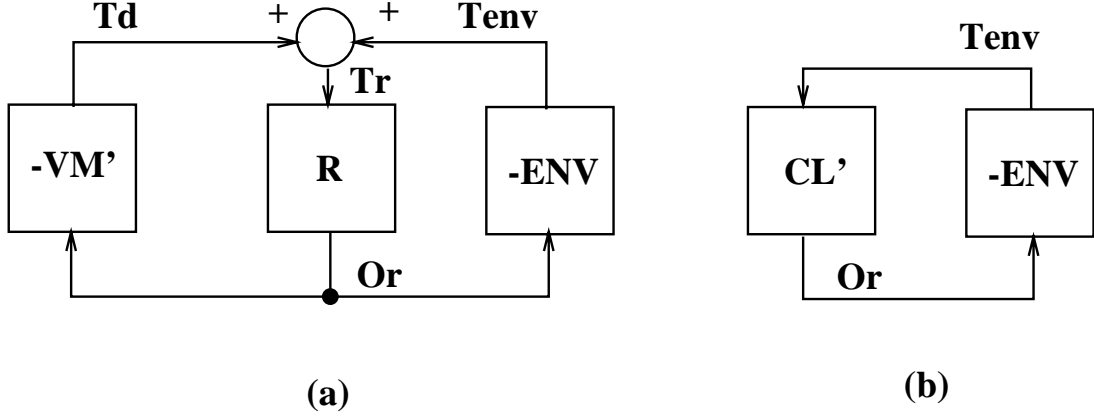 Td
+
+
Tenv
Tr
-VM’
R
-ENV
Or
(a)
Tenv
CL’
-ENV
Or
(b)